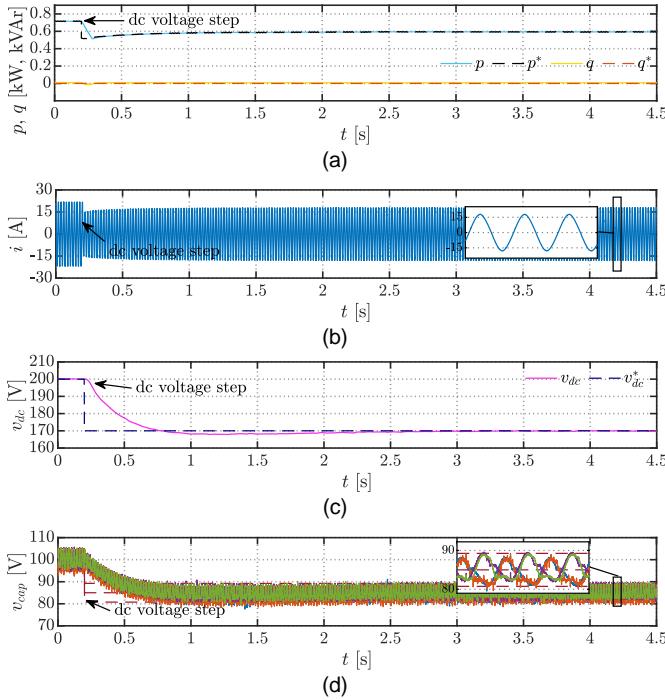 0.8
0.6
0.4
0.2
0
p, q [kW, kVAr]
dc voltage step
p p* q q*
0 0.5 1 1.5 2 2.5 3 3.5 4 4.5
t [s]
(a)
30
15
0
-15
-30
i [A]
dc voltage step
15
0
-15
0 0.5 1 1.5 2 2.5 3 3.5 4 4.5
t [s]
(b)
210
200
190
180
170
160
v_dc [V]
dc voltage step
v_dc v*_dc
0 0.5 1 1.5 2 2.5 3 3.5 4 4.5
t [s]
(c)
110
100
90
80
70
60
v_cap [V]
dc voltage step
90
80
0 0.5 1 1.5 2 2.5 3 3.5 4 4.5
t [s]
(d)